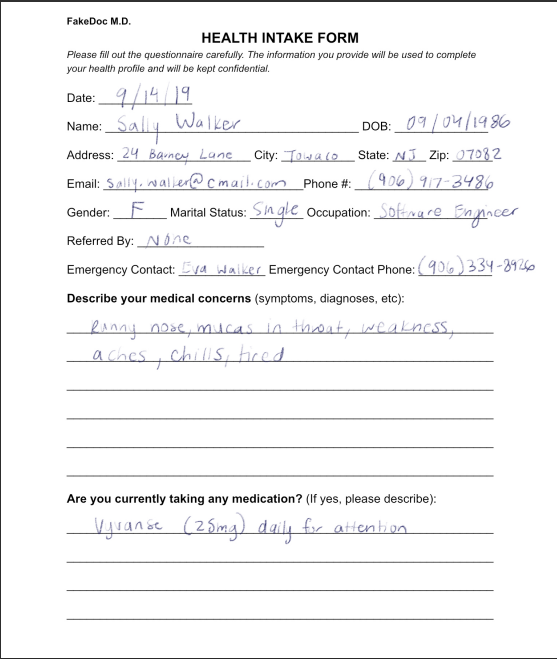 FakeDoc M.D.
HEALTH INTAKE FORM
Please fill out the questionnaire carefully. The information you provide will be used to complete
your health profile and will be kept confidential.
Date: 9/14/19
Name: Sally Walker DOB: 09/04/1986
Address: 24 Barney Lane City: Towaco State: NJ Zip: 07082
Email: Sally.waller@cmail.com Phone #: (906) 917-3486
Gender: F Marital Status: Single Occupation: Software Engineer
Referred By: None
Emergency Contact: Eva Walker Emergency Contact Phone: (906) 334-8926
Describe your medical concerns (symptoms, diagnoses, etc):
Runny nose, mucas in throat, weakness,
aches, chills, tired
Are you currently taking any medication? (If yes, please describe):
Vyvanse (25mg) daily for attention